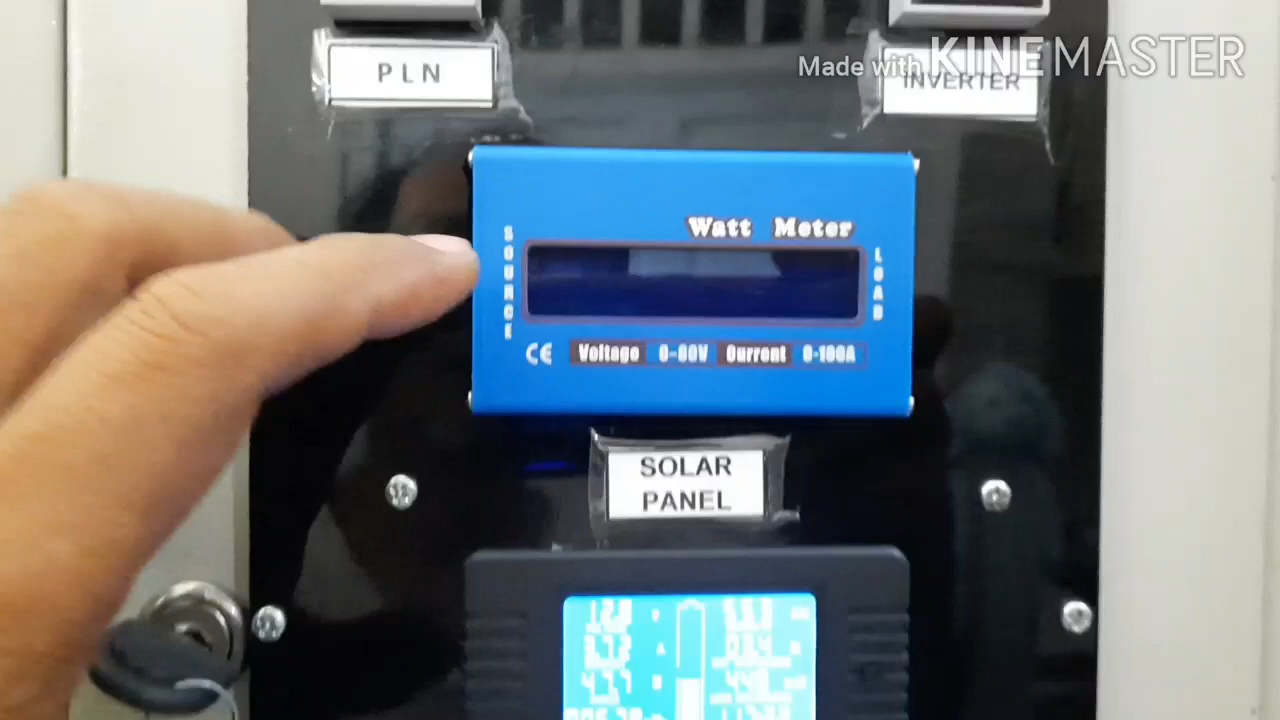 PLN
Made with KINEMASTER
INVERTER
Watt Meter
SOURCE
LOAD
CE Voltage 0-60V Current 0-100A
SOLAR
PANEL